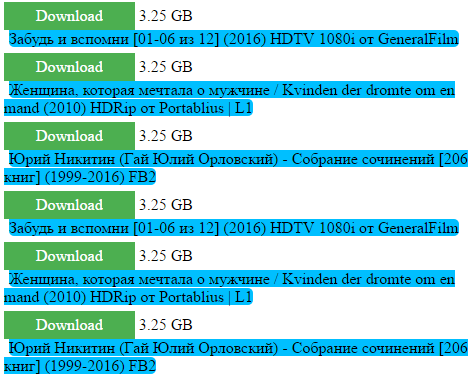 Download 3.25 GB
Забудь и вспомни [01-06 из 12] (2016) HDTV 1080i от GeneralFilm
Download 3.25 GB
Женщина, которая мечтала о мужчине / Kvinden der dromte om en
mand (2010) HDRip от Portablius | L1
Download 3.25 GB
Юрий Никитин (Гай Юлий Орловский) - Собрание сочинений [206
книг] (1999-2016) FB2
Download 3.25 GB
Забудь и вспомни [01-06 из 12] (2016) HDTV 1080i от GeneralFilm
Download 3.25 GB
Женщина, которая мечтала о мужчине / Kvinden der dromte om en
mand (2010) HDRip от Portablius | L1
Download 3.25 GB
Юрий Никитин (Гай Юлий Орловский) - Собрание сочинений [206
книг] (1999-2016) FB2